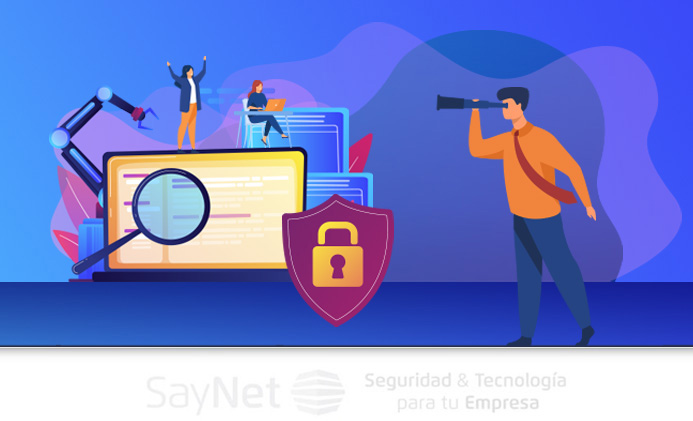 SayNet
Seguridad & Tecnología
para tu Empresa